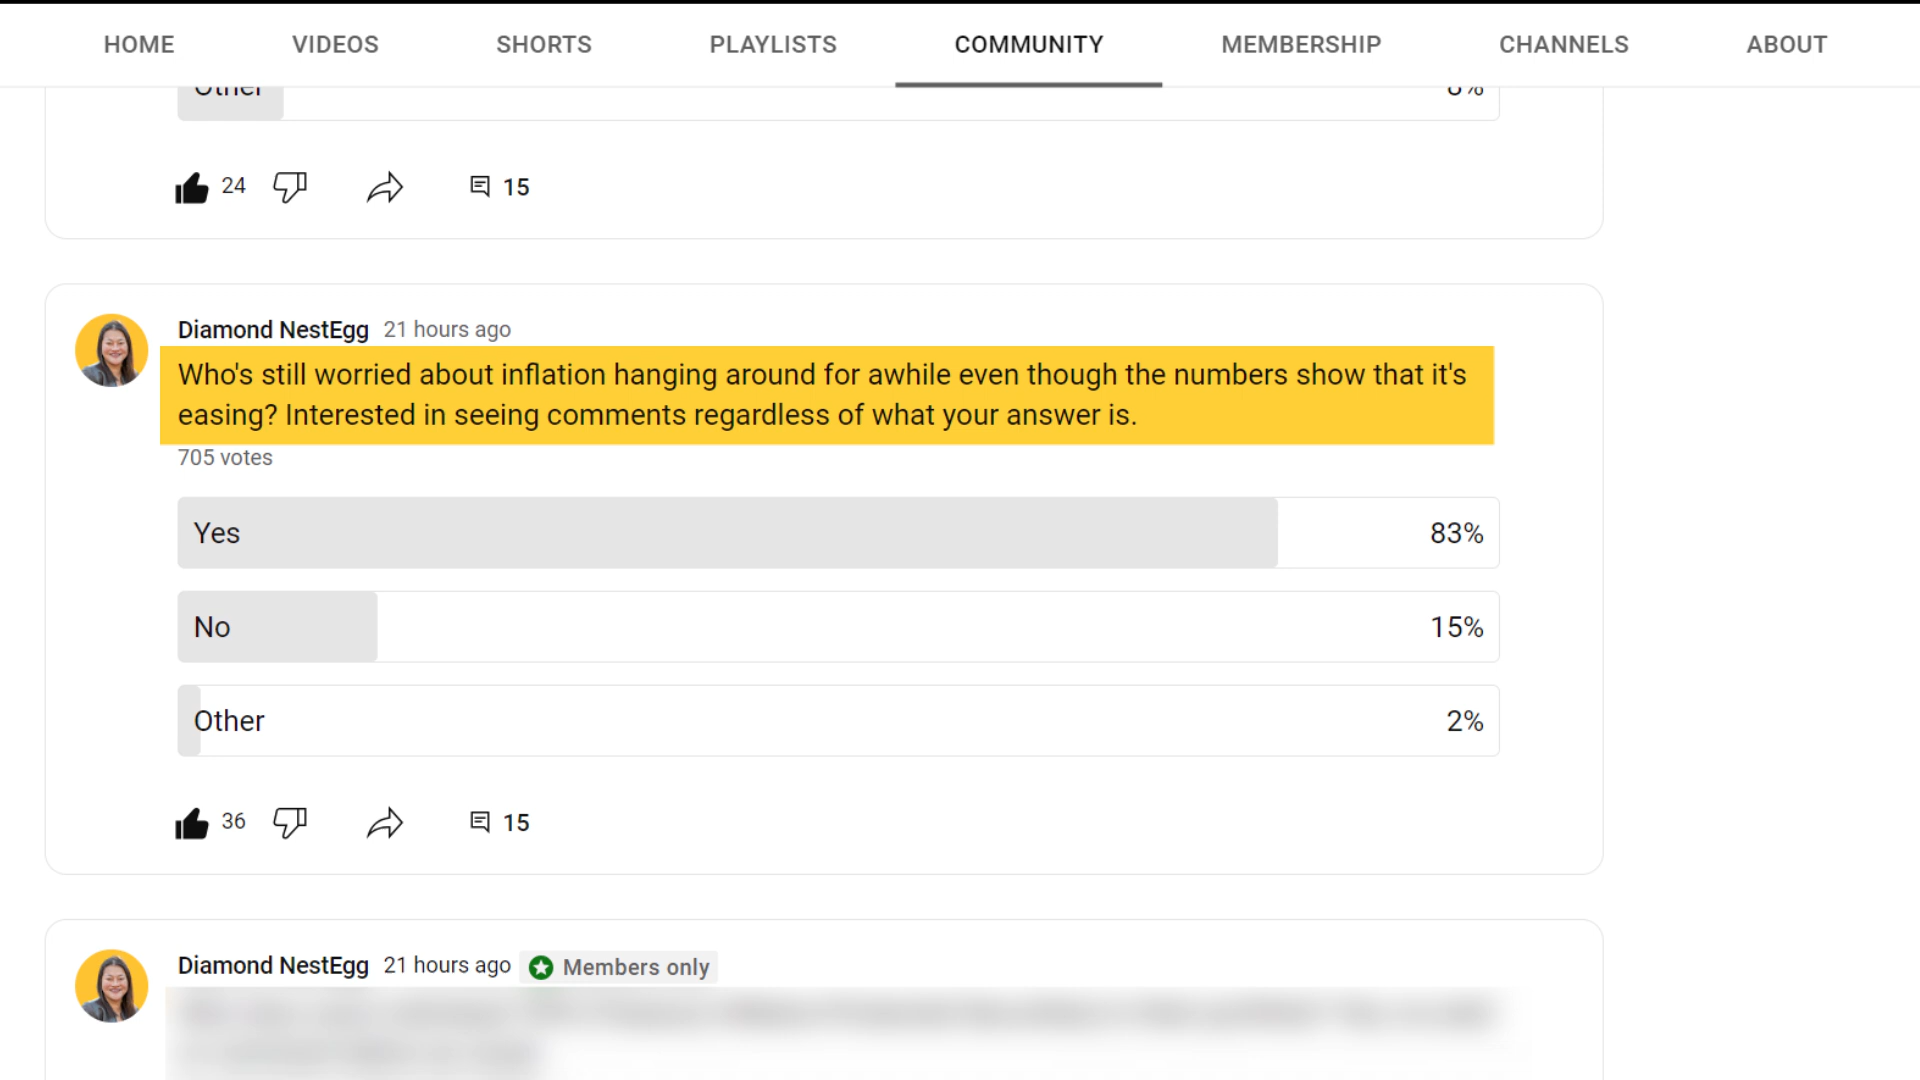 HOME VIDEOS SHORTS PLAYLISTS COMMUNITY MEMBERSHIP CHANNELS ABOUT
Other
24 15
Diamond NestEgg 21 hours ago
Who's still worried about inflation hanging around for awhile even though the numbers show that it's
easing? Interested in seeing comments regardless of what your answer is.
705 votes
Yes 83%
No 15%
Other 2%
36 15
Diamond NestEgg 21 hours ago Members only